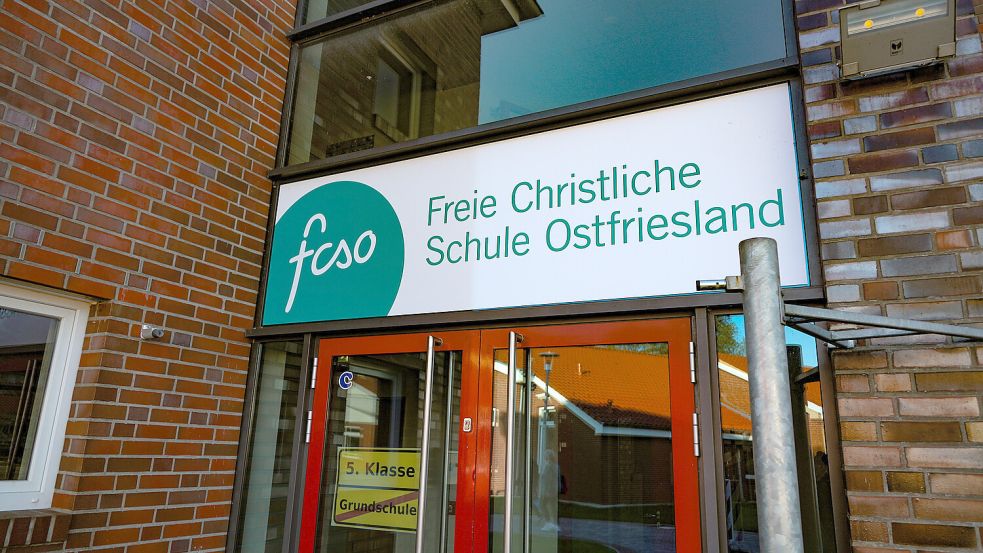 fcso
Freie Christliche
Schule Ostfriesland
C
5. Klasse
Grundschule